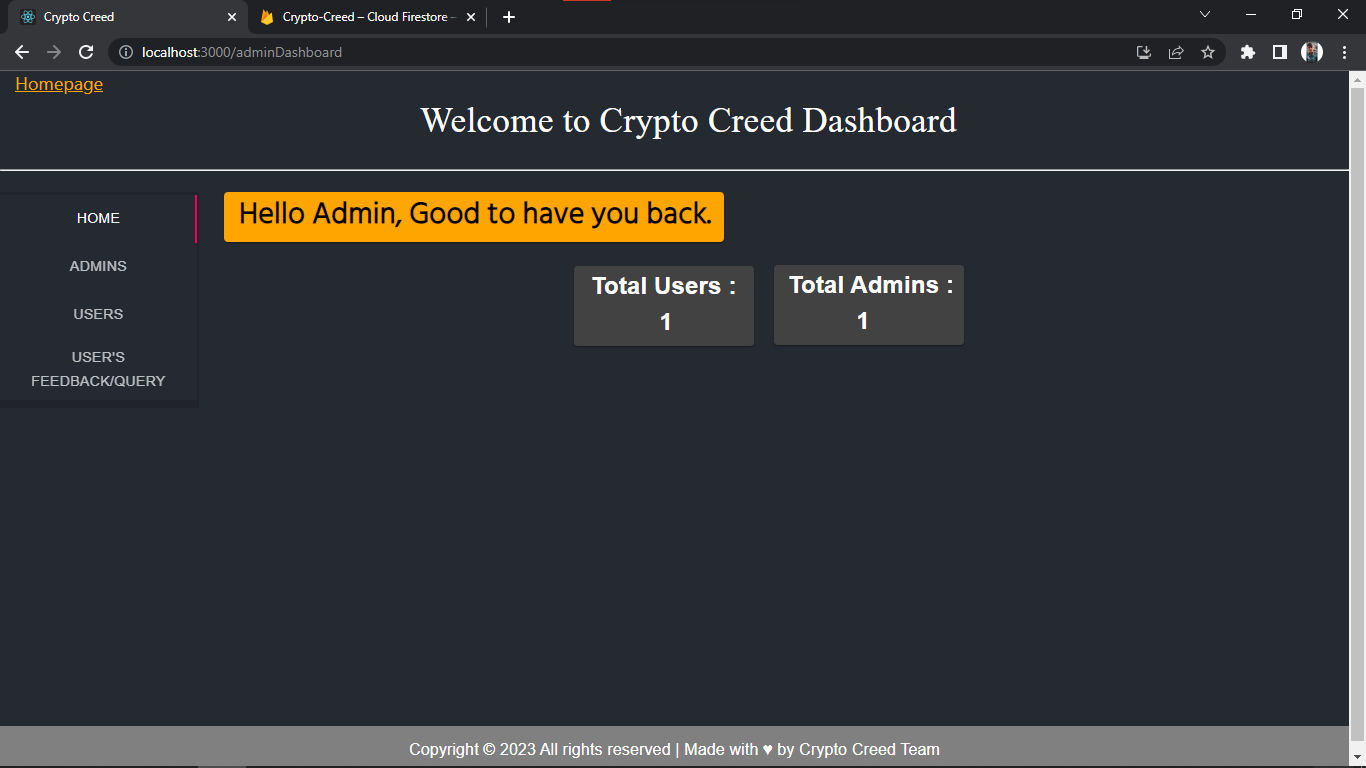 Crypto Creed
Crypto-Creed – Cloud Firestore –
localhost:3000/adminDashboard
Homepage
Welcome to Crypto Creed Dashboard
HOME
ADMINS
USERS
USER'S
FEEDBACK/QUERY
Hello Admin, Good to have you back.
Total Users :
1
Total Admins :
1
Copyright © 2023 All rights reserved | Made with ♥ by Crypto Creed Team